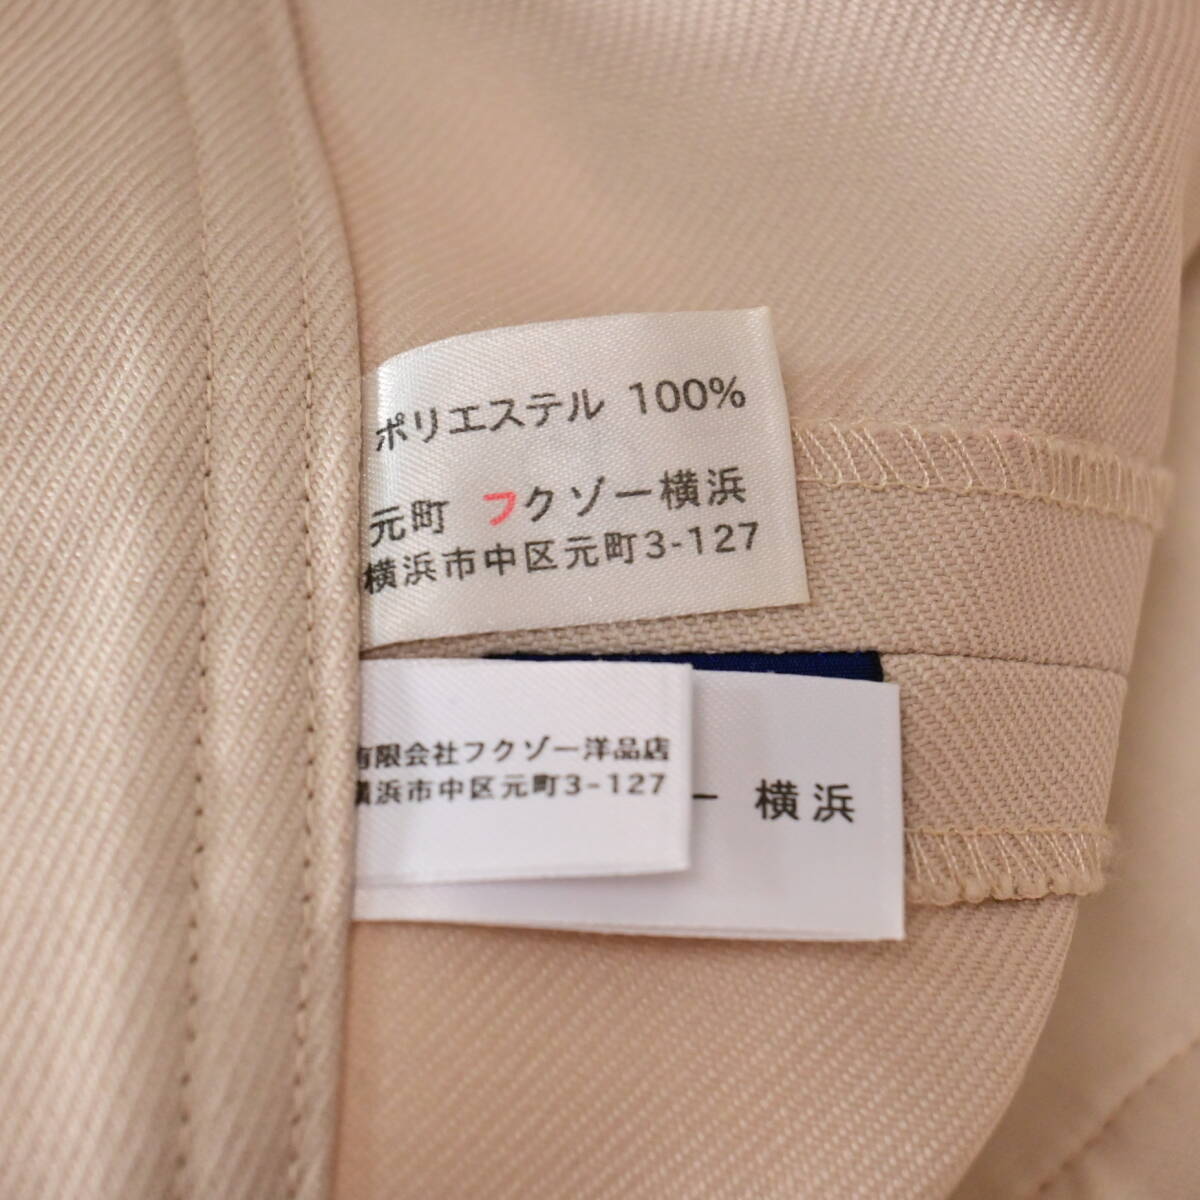 ポリエステル 100%
元町 フクゾー横浜
横浜市中区元町3-127
有限会社フクゾー洋品店
横浜市中区元町3-127
ー 横浜